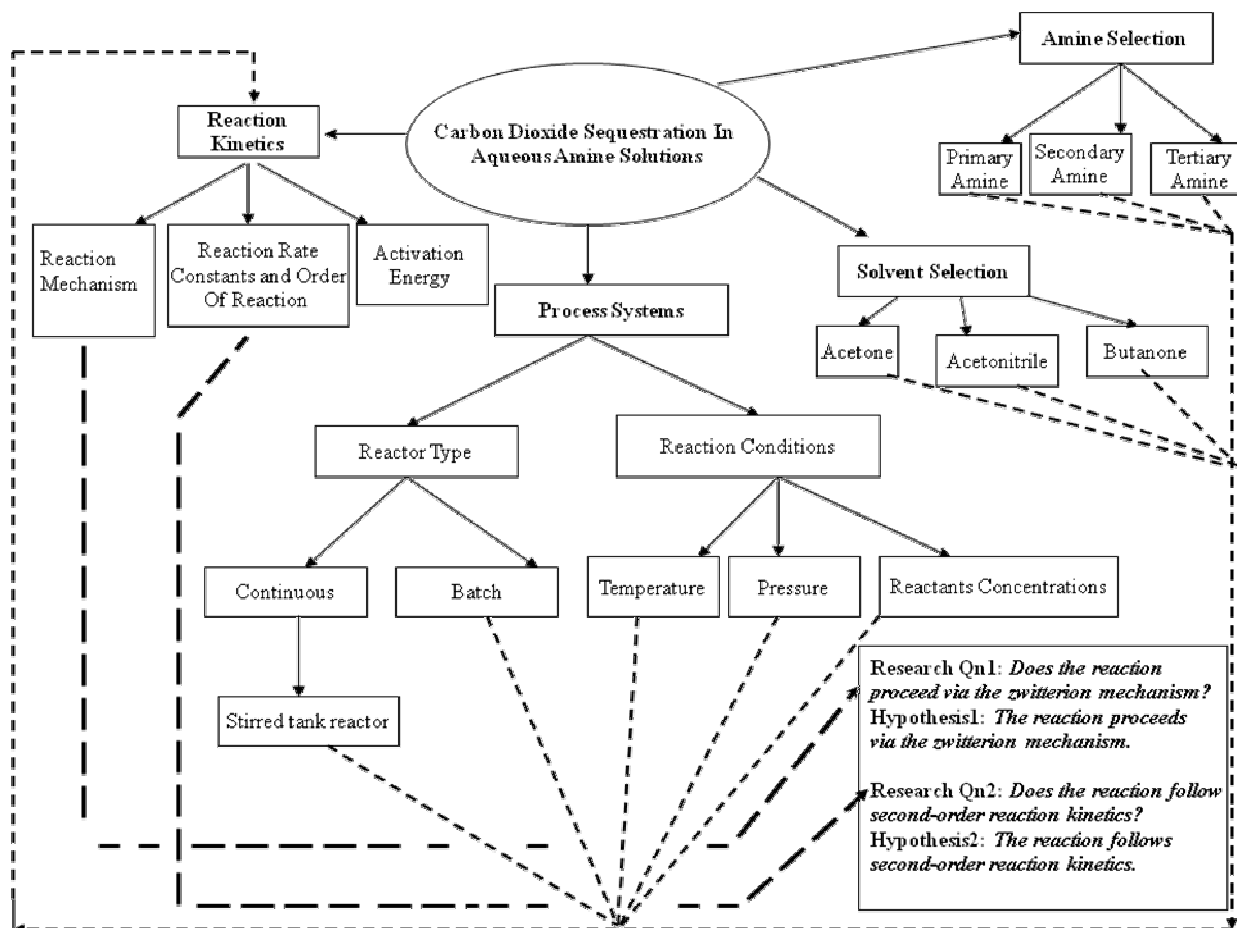 Amine Selection
Reaction
Kinetics
Carbon Dioxide Sequestration In
Aqueous Amine Solutions
Primary
Amine
Secondary
Amine
Tertiary
Amine
Reaction
Mechanism
Reaction Rate
Constants and Order
Of Reaction
Activation
Energy
Solvent Selection
Process Systems
Acetone
Acetonitrile
Butanone
Reactor Type
Reaction Conditions
Continuous
Batch
Temperature
Pressure
Reactants Concentrations
Stirred tank reactor
Research Qn1: Does the reaction
proceed via the zwitterion mechanism?
Hypothesis1: The reaction proceeds
via the zwitterion mechanism.
Research Qn2: Does the reaction follow
second-order reaction kinetics?
Hypothesis2: The reaction follows
second-order reaction kinetics.